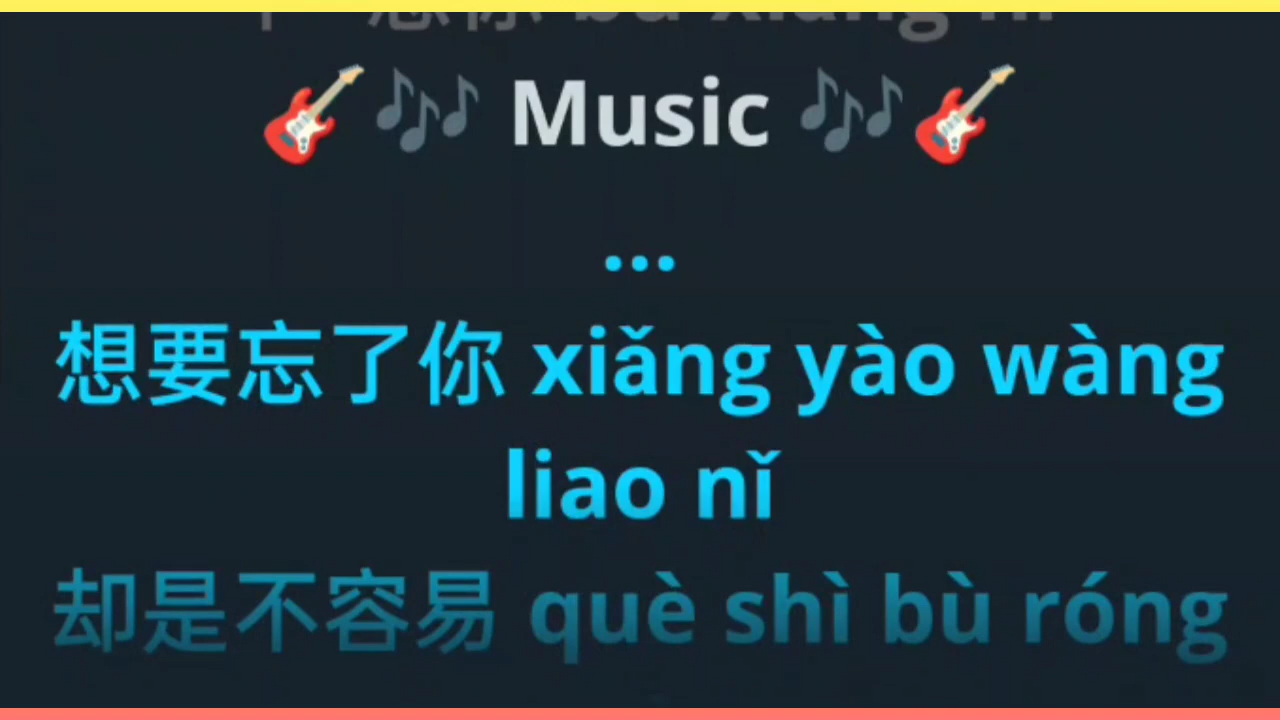 🎸🎶 Music 🎶🎸
...
想要忘了你 xiǎng yào wàng
liao nǐ
却是不容易 què shì bù róng